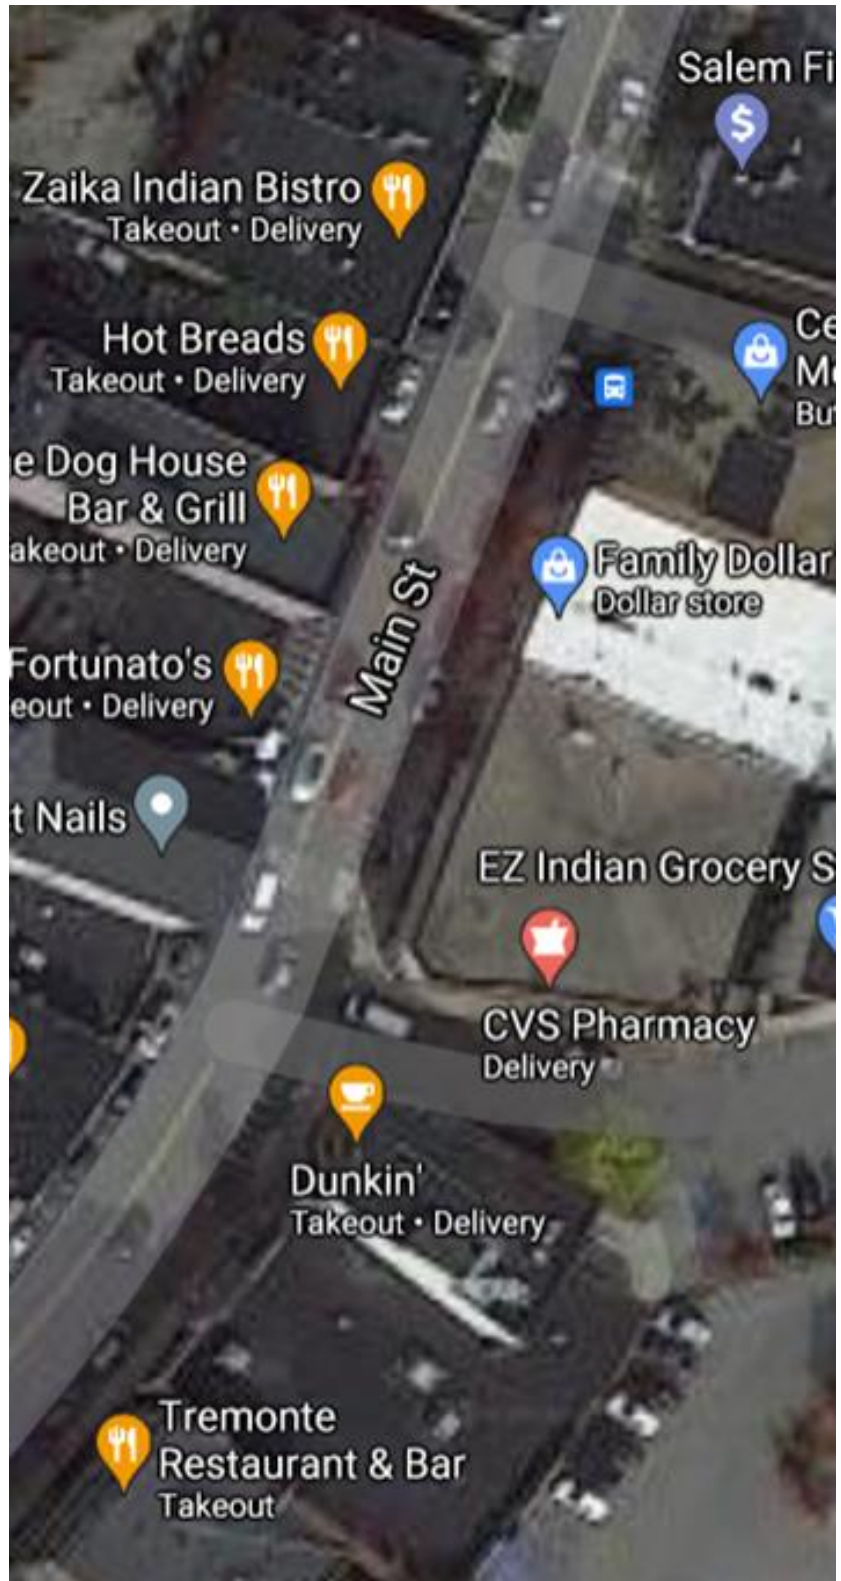 Salem Fi
Zaika Indian Bistro
Takeout • Delivery
Hot Breads
Takeout • Delivery
Ce
Mo
But
e Dog House
Bar & Grill
akeout • Delivery
Family Dollar
Dollar store
Main St
Fortunato's
eout • Delivery
t Nails
EZ Indian Grocery S
CVS Pharmacy
Delivery
Dunkin'
Takeout • Delivery
Tremonte
Restaurant & Bar
Takeout